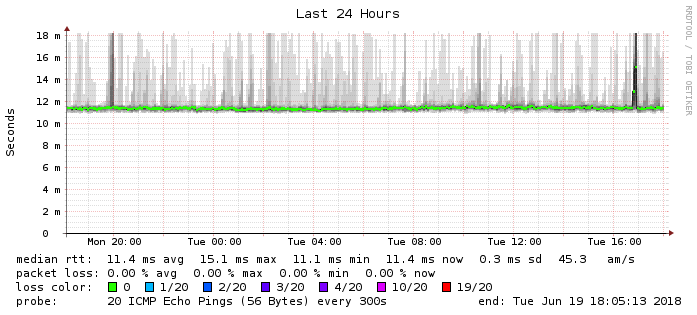 Last 24 Hours
RRDTOOL / TOBI OETIKER
Seconds
18 m
16 m
14 m
12 m
10 m
8 m
6 m
4 m
2 m
0
Mon 20:00 Tue 00:00 Tue 04:00 Tue 08:00 Tue 12:00 Tue 16:00
median rtt: 11.4 ms avg 15.1 ms max 11.1 ms min 11.4 ms now 0.3 ms sd 45.3 am/s
packet loss: 0.00 % avg 0.00 % max 0.00 % min 0.00 % now
loss color: 0 1/20 2/20 3/20 4/20 10/20 19/20
probe: 20 ICMP Echo Pings (56 Bytes) every 300s end: Tue Jun 19 18:05:13 2018